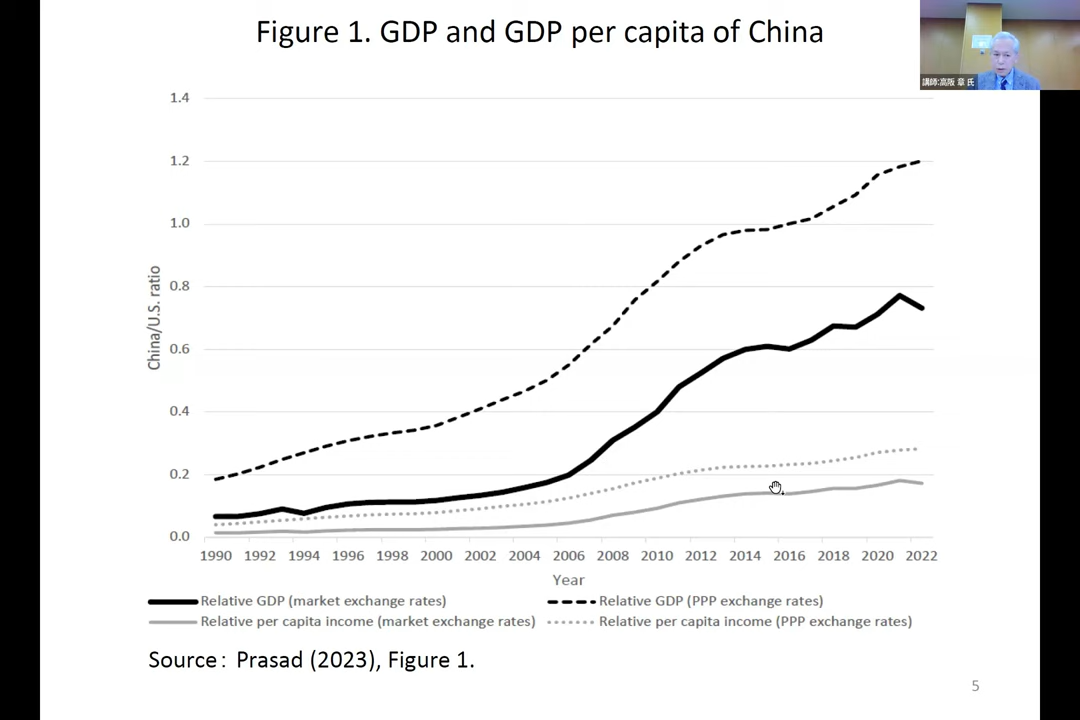 Figure 1. GDP and GDP per capita of China
講師:高阪 章 氏
China/U.S. ratio
1.4
1.2
1.0
0.8
0.6
0.4
0.2
0.0
1990 1992 1994 1996 1998 2000 2002 2004 2006 2008 2010 2012 2014 2016 2018 2020 2022
Year
Relative GDP (market exchange rates) Relative GDP (PPP exchange rates)
Relative per capita income (market exchange rates) Relative per capita income (PPP exchange rates)
Source： Prasad (2023), Figure 1.
5